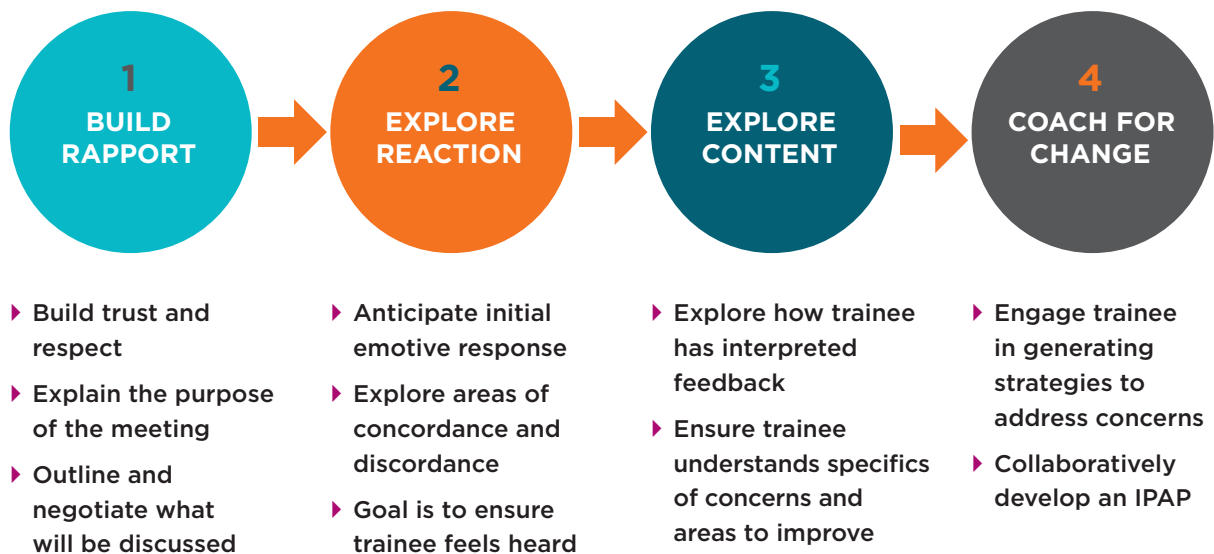 1
BUILD
RAPPORT
2
EXPLORE
REACTION
3
EXPLORE
CONTENT
4
COACH FOR
CHANGE
Build trust and
respect
Explain the purpose
of the meeting
Outline and
negotiate what
will be discussed
Anticipate initial
emotive response
Explore areas of
concordance and
discordance
Goal is to ensure
trainee feels heard
Explore how trainee
has interpreted
feedback
Ensure trainee
understands specifics
of concerns and
areas to improve
Engage trainee
in generating
strategies to
address concerns
Collaboratively
develop an IPAP